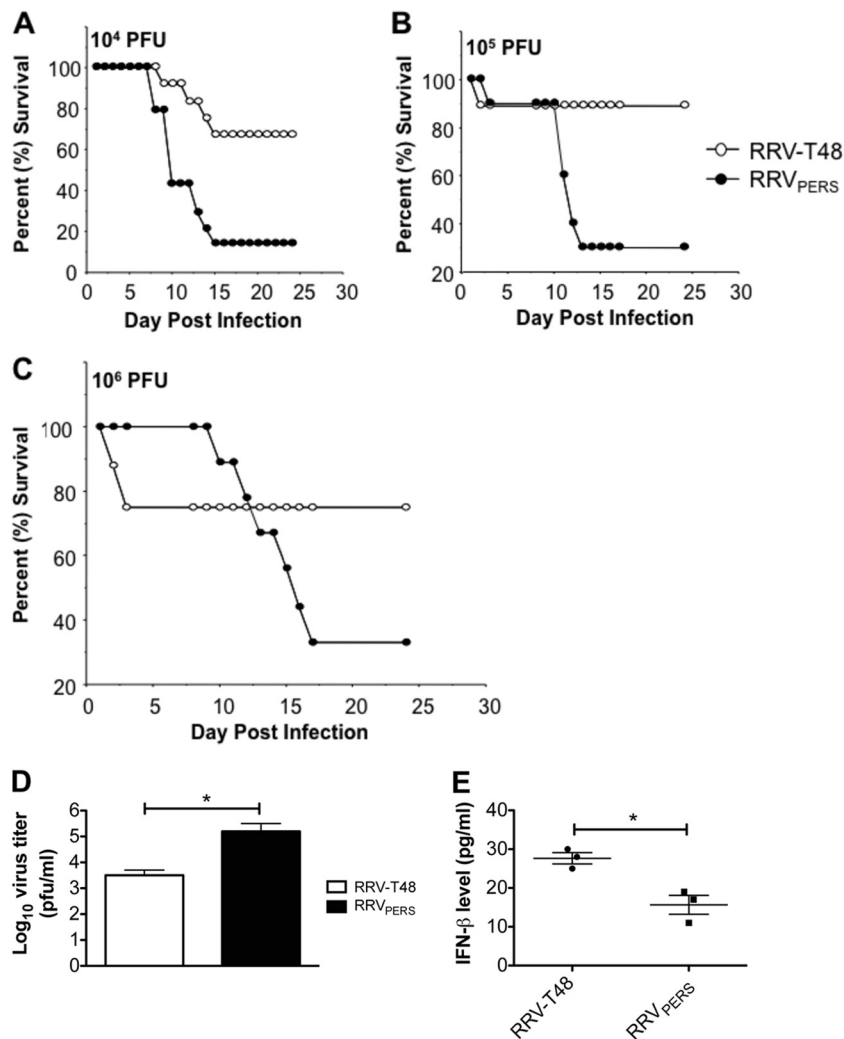 A
10⁴ PFU
100
80
60
40
20
0
Percent (%) Survival
0 5 10 15 20 25 30
Day Post Infection
B
10⁵ PFU
100
80
60
40
20
Percent (%) Survival
0 5 10 15 20 25 30
Day Post Infection
RRV-T48
RRV_PERS
C
10⁶ PFU
100
80
60
40
20
Percent (%) Survival
0 5 10 15 20 25 30
Day Post Infection
D
*
6
5
4
3
2
1
0
Log₁₀ virus titer
(pfu/ml)
RRV-T48
RRV_PERS
E
*
40
30
20
10
0
IFN-β level (pg/ml)
RRV-T48
RRV_PERS